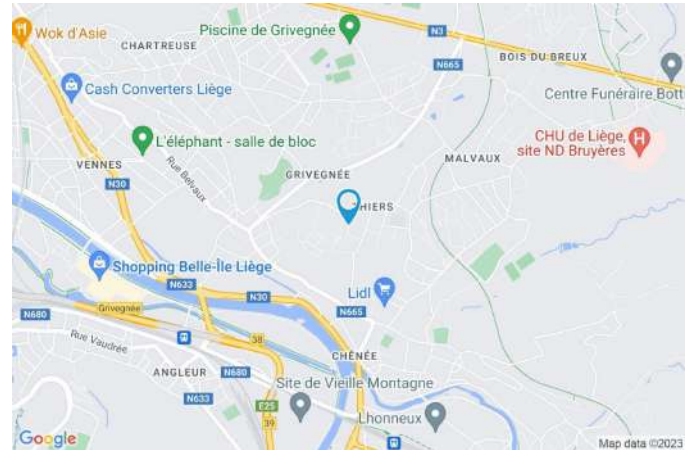 Wok d'Asie
Piscine de Grivegnée
N3
CHARTREUSE
BOIS DU BREUX
N665
Cash Converters Liège
Centre Funéraire Bott
L'éléphant - salle de bloc
CHU de Liège,
site ND Bruyères
MALVAUX
VENNES
Rue Belvaux
GRIVEGNÉE
N30
THIERS
Shopping Belle-Île Liège
N633
N30
Lidl
Grivegnée
N680
N665
38
Rue Vaudrée
CHÊNÉE
ANGLEUR
N680
Site de Vieille Montagne
N633
E25
Lhonneux
39
Google
Map data ©2023